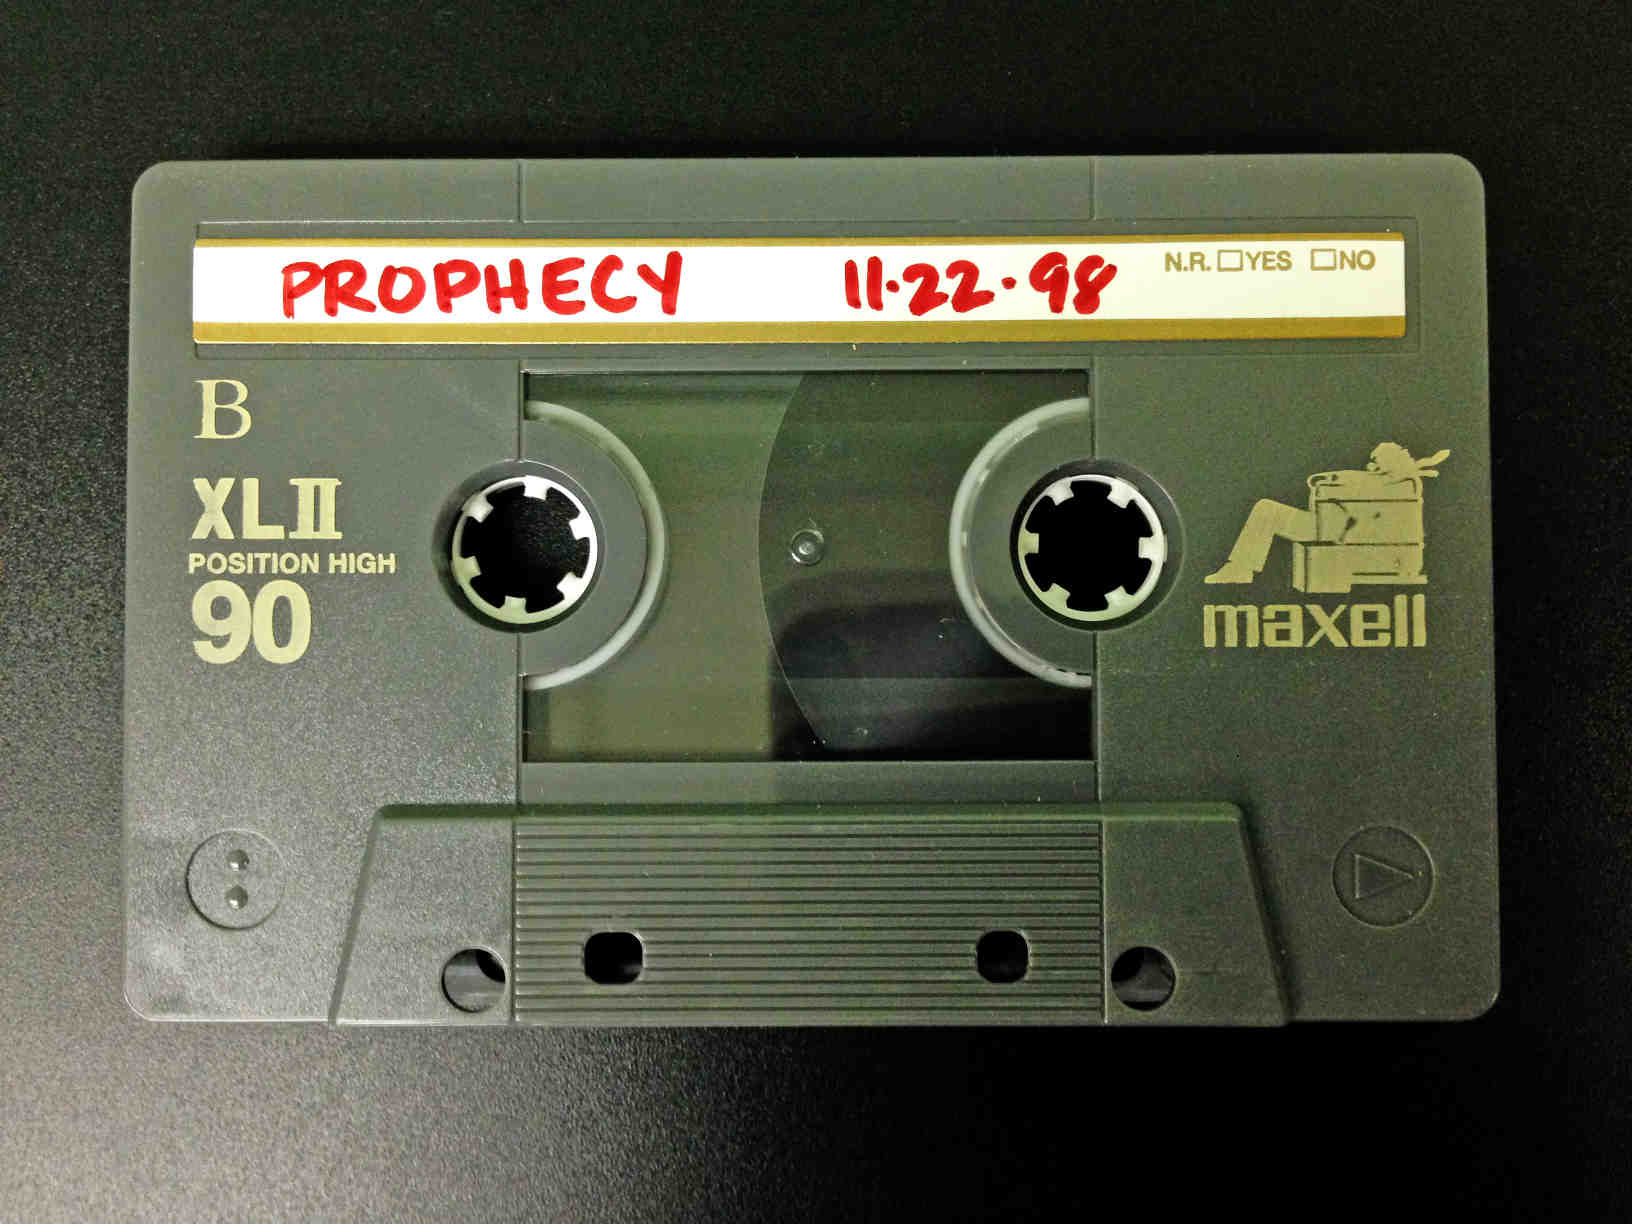 PROPHECY 11·22·98
N.R. YES NO
B
XLII
POSITION HIGH
90
maxell